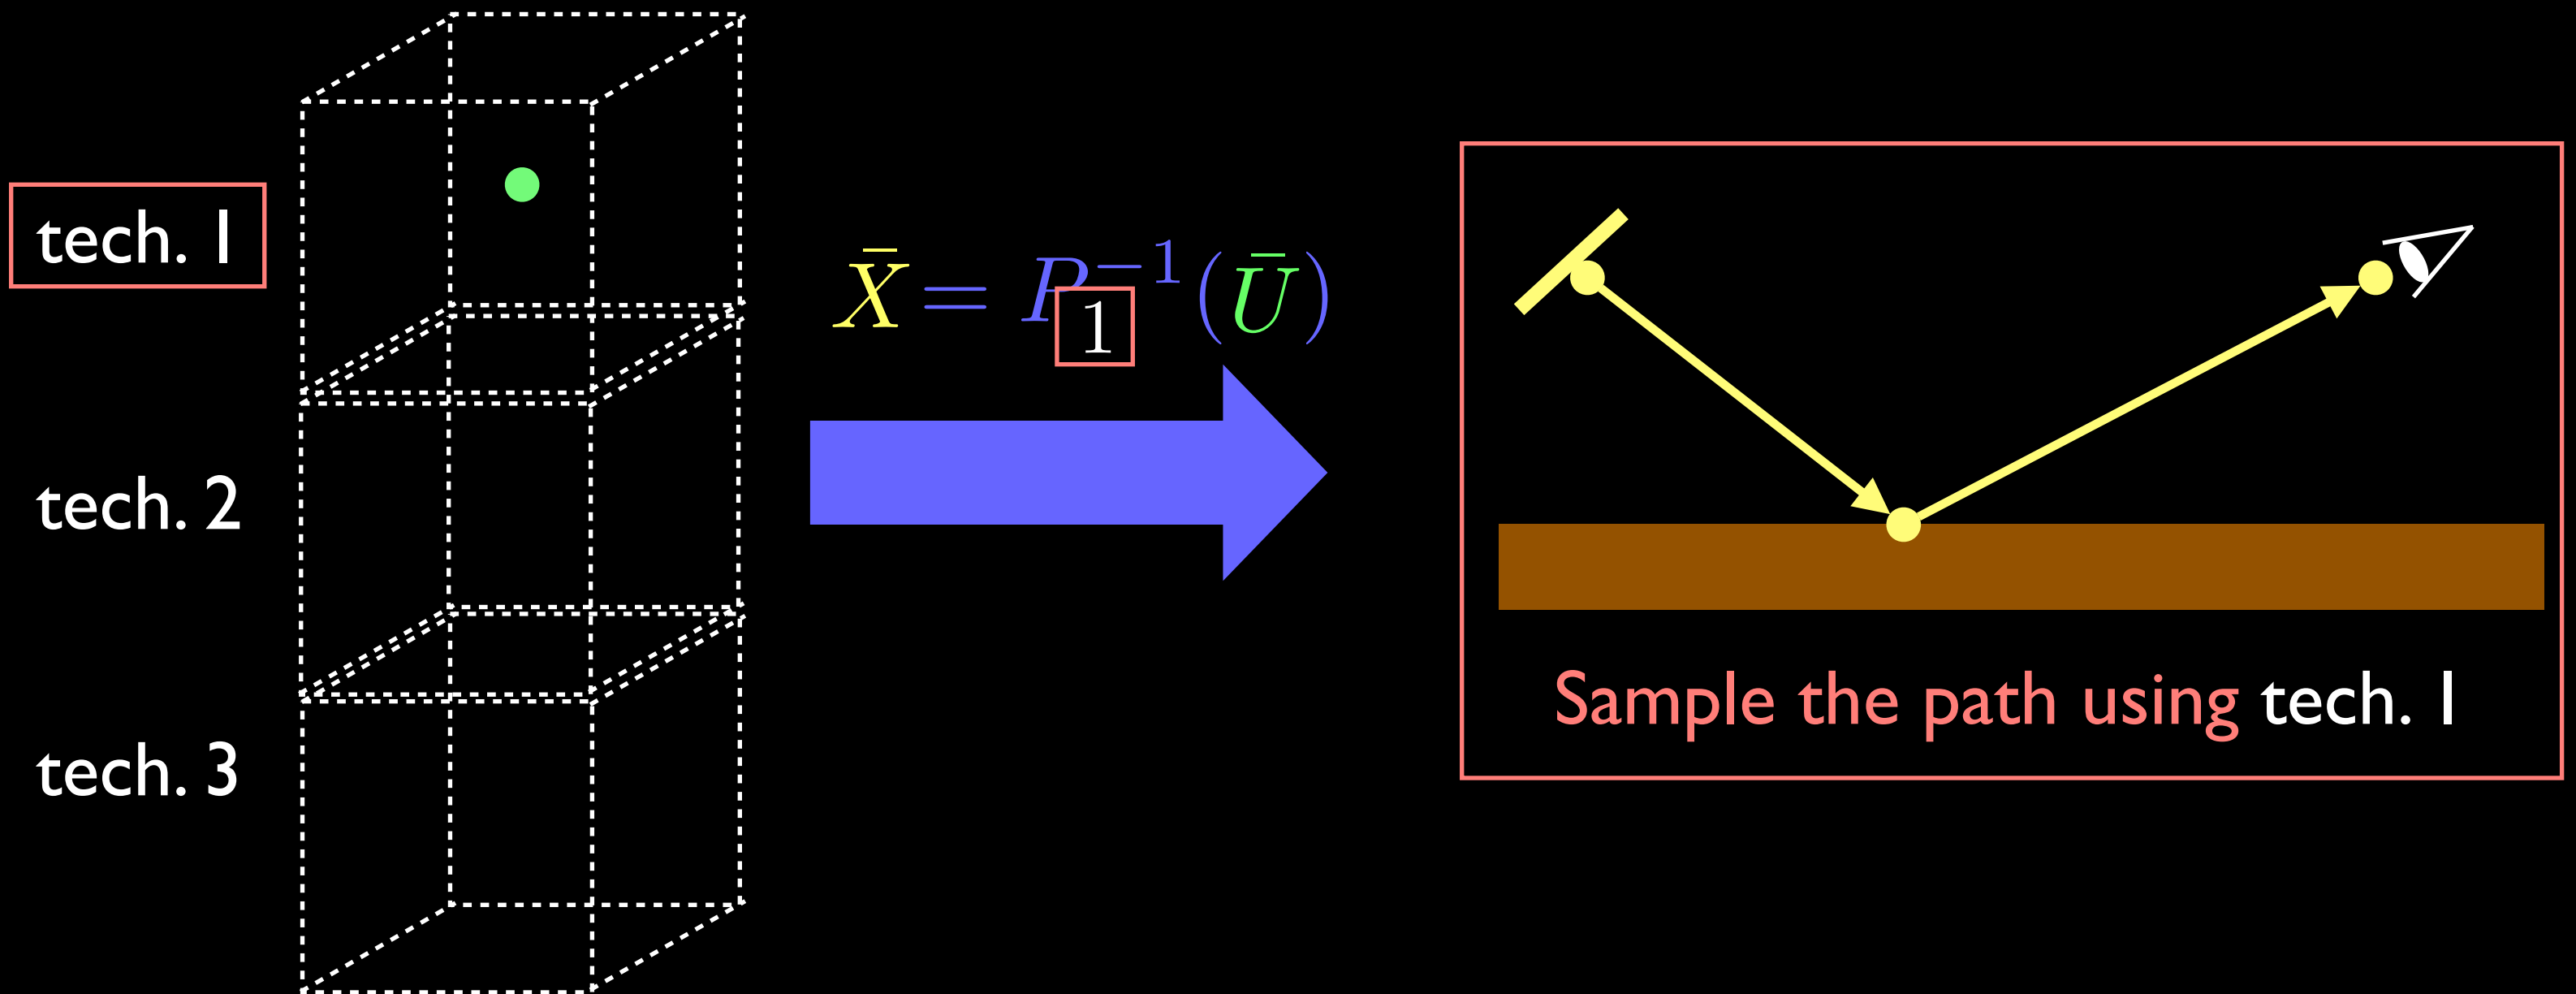 tech. 1
X̄ = P₁⁻¹(Ū)
tech. 2
Sample the path using tech. 1
tech. 3